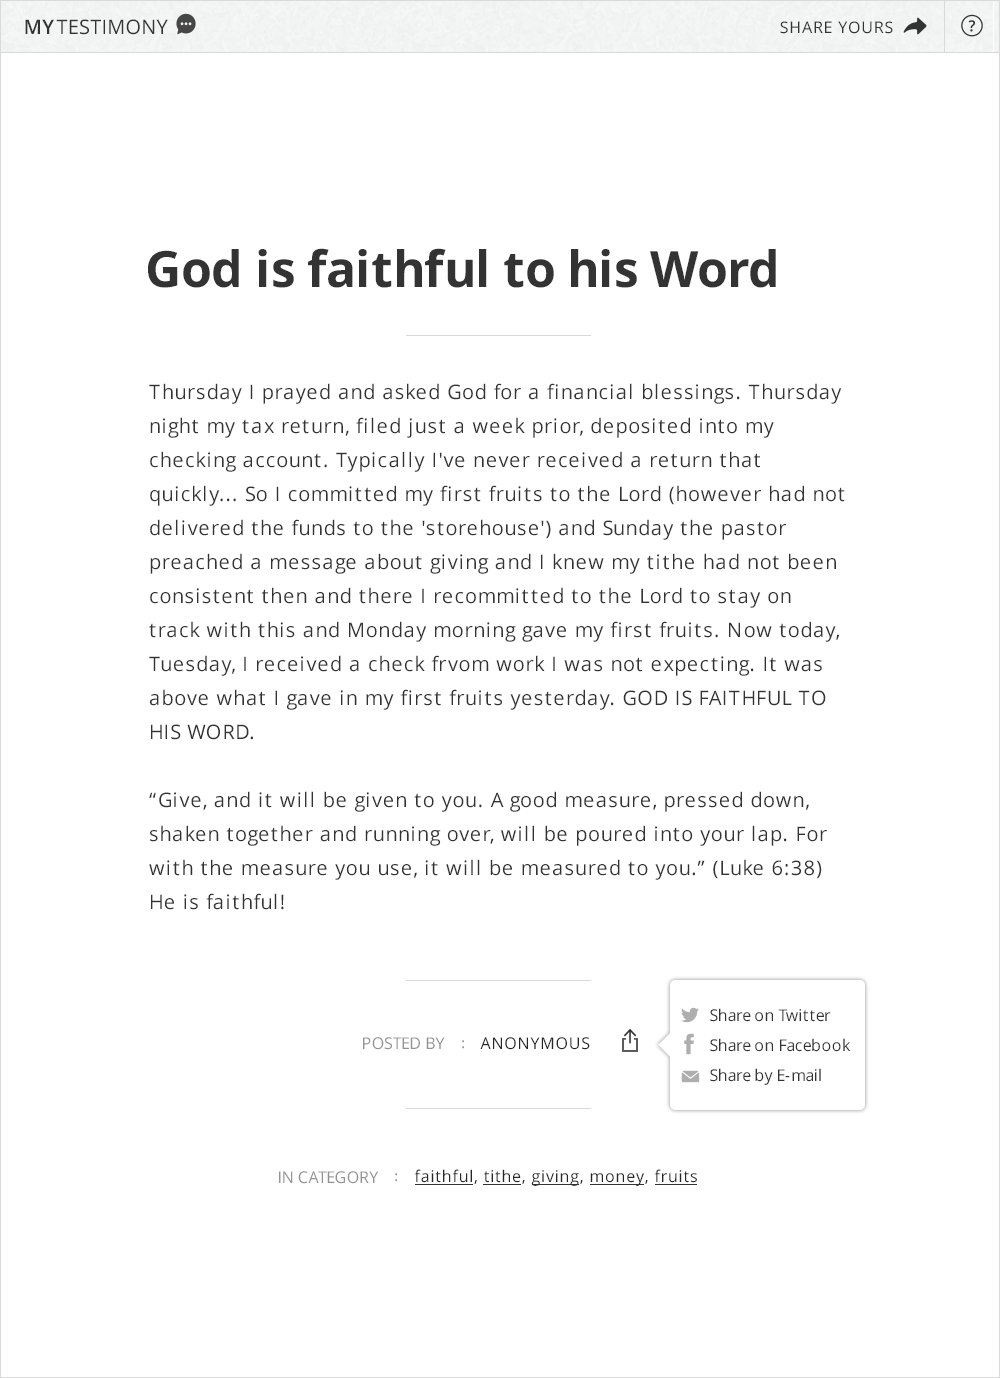 MY TESTIMONY
SHARE YOURS
?
God is faithful to his Word
Thursday I prayed and asked God for a financial blessings. Thursday
night my tax return, filed just a week prior, deposited into my
checking account. Typically I've never received a return that
quickly... So I committed my first fruits to the Lord (however had not
delivered the funds to the 'storehouse') and Sunday the pastor
preached a message about giving and I knew my tithe had not been
consistent then and there I recommitted to the Lord to stay on
track with this and Monday morning gave my first fruits. Now today,
Tuesday, I received a check frvom work I was not expecting. It was
above what I gave in my first fruits yesterday. GOD IS FAITHFUL TO
HIS WORD.
“Give, and it will be given to you. A good measure, pressed down,
shaken together and running over, will be poured into your lap. For
with the measure you use, it will be measured to you.” (Luke 6:38)
He is faithful!
POSTED BY : ANONYMOUS
Share on Twitter
Share on Facebook
Share by E-mail
IN CATEGORY : faithful, tithe, giving, money, fruits